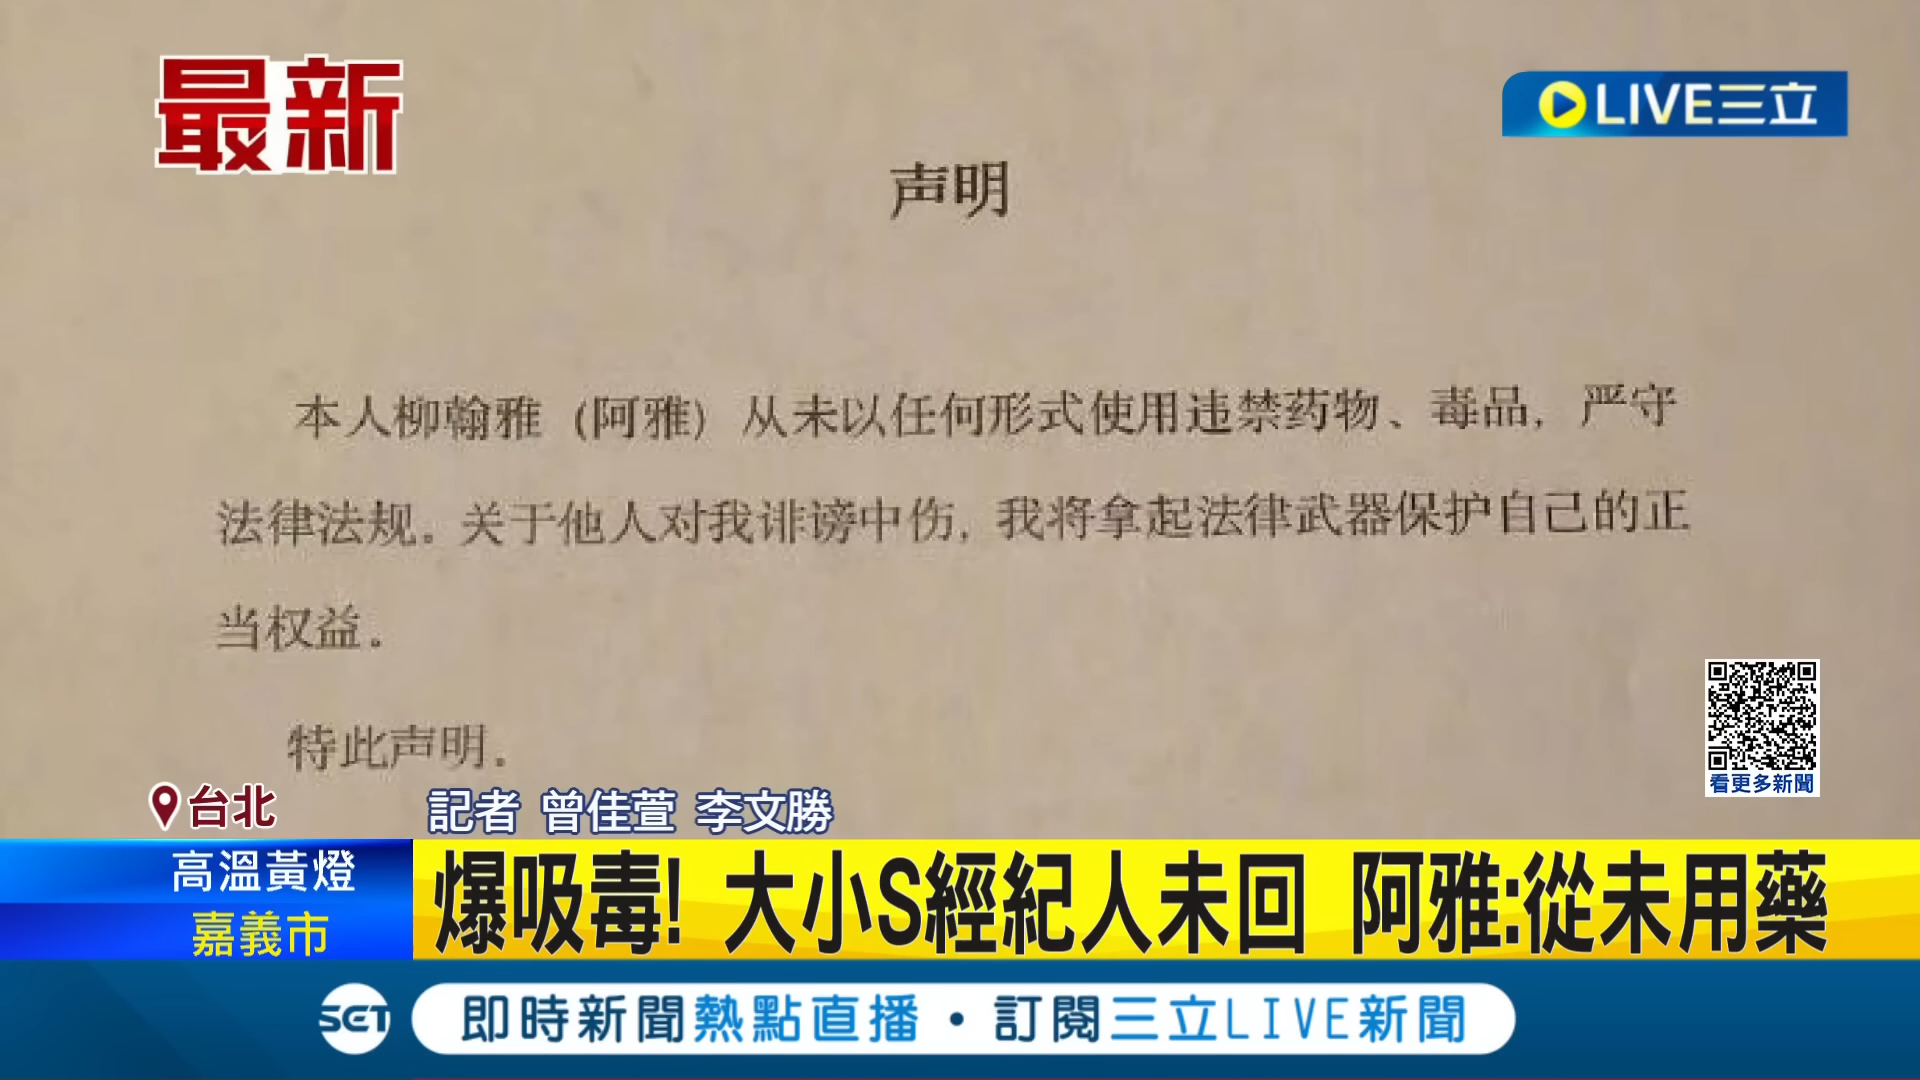 最新
LIVE三立
声明
本人柳翰雅（阿雅）从未以任何形式使用违禁药物、毒品，严守
法律法规。关于他人对我诽谤中伤，我将拿起法律武器保护自己的正
当权益。
特此声明。
看更多新聞
台北
記者 曾佳萱 李文勝
高溫黃燈
嘉義市
爆吸毒! 大小S經紀人未回 阿雅:從未用藥
SET
即時新聞熱點直播・訂閱三立LIVE新聞